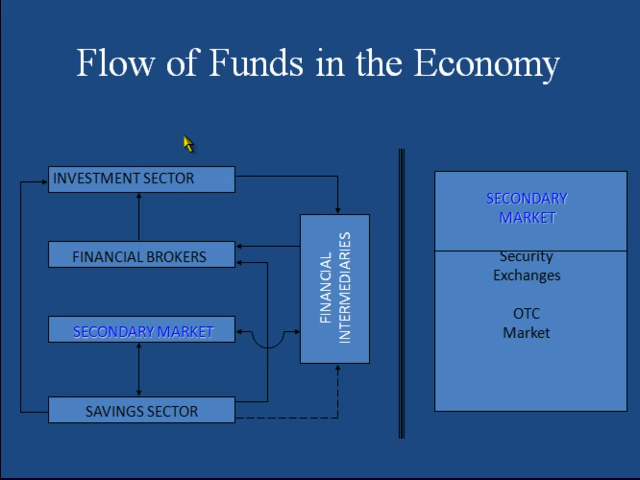 Flow of Funds in the Economy
INVESTMENT SECTOR
FINANCIAL BROKERS
SECONDARY MARKET
SAVINGS SECTOR
FINANCIAL
INTERMEDIARIES
SECONDARY
MARKET
Security
Exchanges
OTC
Market